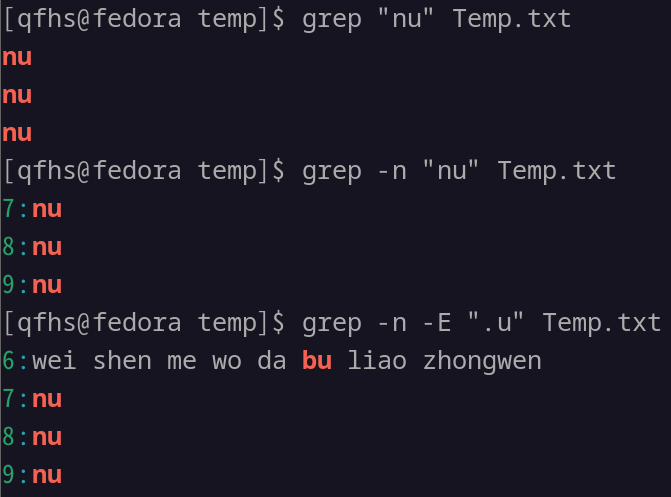 [qfhs@fedora temp]$ grep "nu" Temp.txt
nu
nu
nu
[qfhs@fedora temp]$ grep -n "nu" Temp.txt
7:nu
8:nu
9:nu
[qfhs@fedora temp]$ grep -n -E ".u" Temp.txt
6:wei shen me wo da bu liao zhongwen
7:nu
8:nu
9:nu